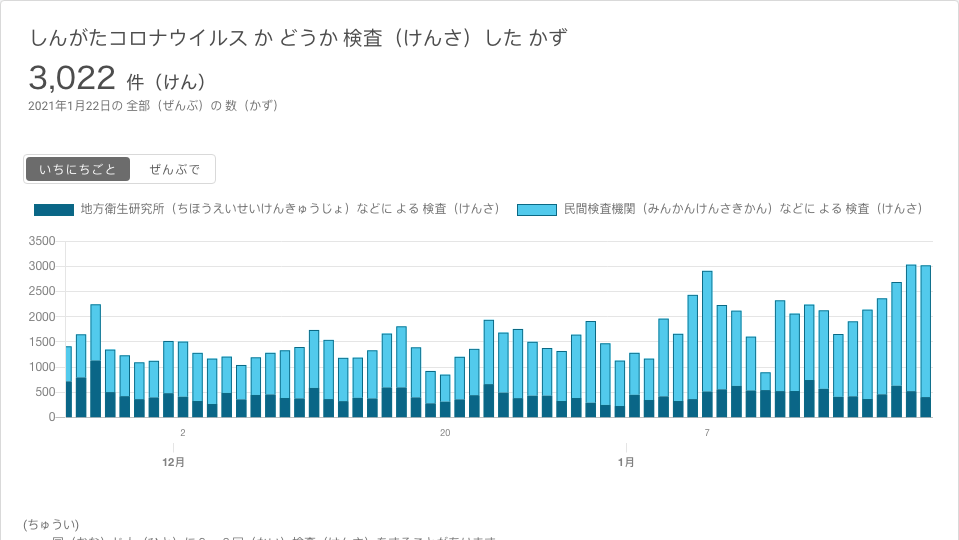 しんがたコロナウイルス か どうか 検査（けんさ）した かず
3,022 件（けん）
2021年1月22日の 全部（ぜんぶ）の 数（かず）
いちにちごと ぜんぶで
地方衛生研究所（ちほうえいせいけんきゅうじょ）などに よる 検査（けんさ） 民間検査機関（みんかんけんさきかん）などに よる 検査（けんさ）
3500
3000
2500
2000
1500
1000
500
0
2 20 7
12月 1月
(ちゅうい)